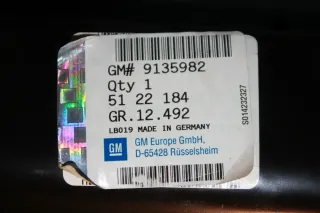 GM# 9135982
Qty 1
51 22 184
GR.12.492
LB019 MADE IN GERMANY
GM
GM Europe GmbH,
D-65428 Rüsselsheim
S014232327